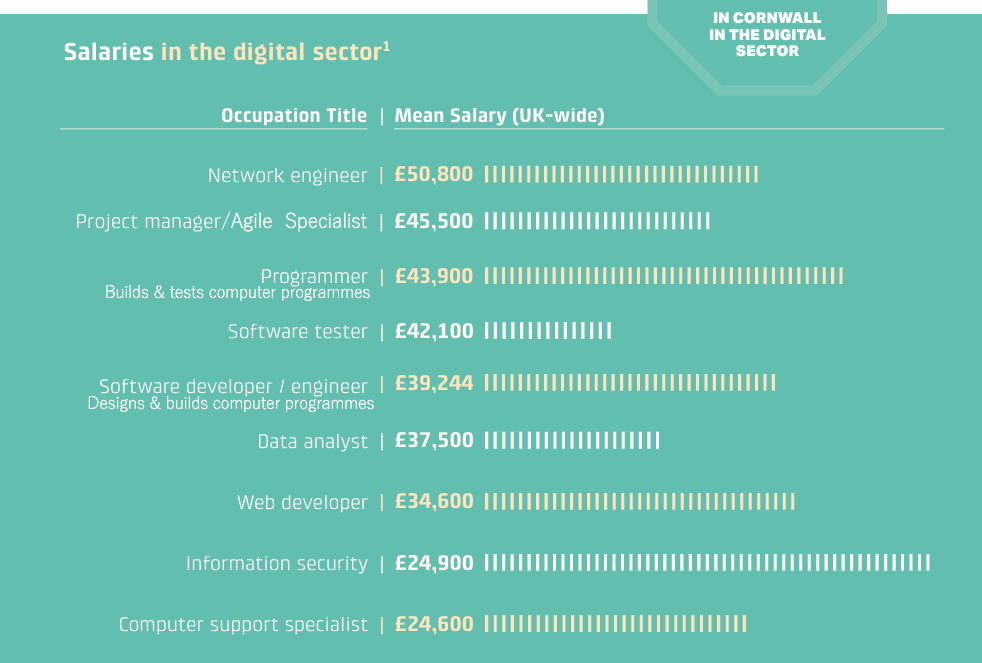 IN CORNWALL
IN THE DIGITAL
SECTOR
Salaries in the digital sector¹
Occupation Title | Mean Salary (UK-wide)
Network engineer | £50,800
Project manager/Agile Specialist | £45,500
Programmer | £43,900
Builds & tests computer programmes
Software tester | £42,100
Software developer / engineer | £39,244
Designs & builds computer programmes
Data analyst | £37,500
Web developer | £34,600
Information security | £24,900
Computer support specialist | £24,600